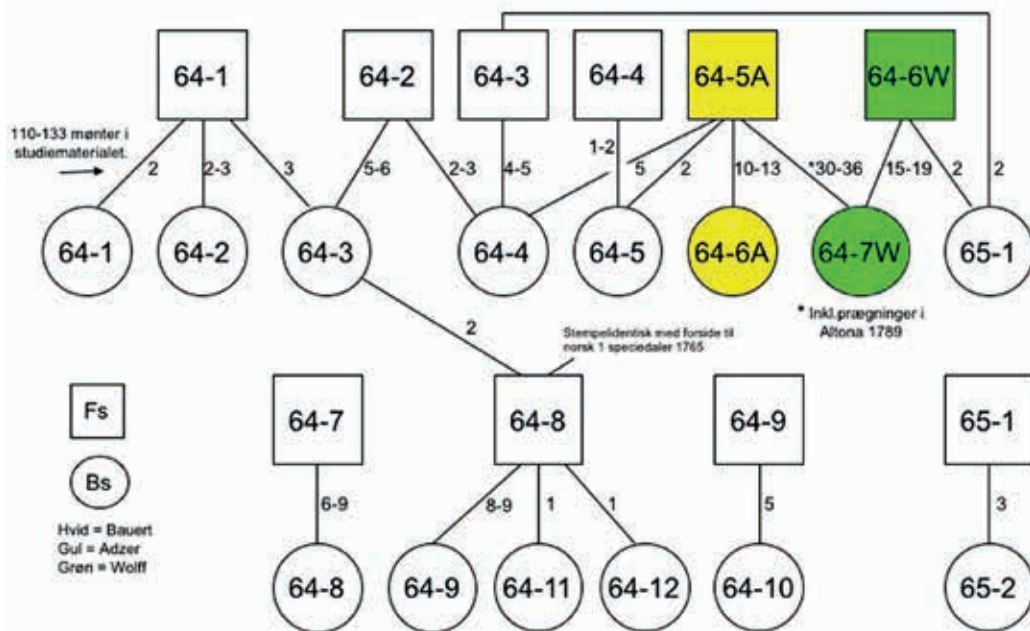 64-1
64-2
64-3
64-4
64-5A
64-6W
110-133 mønter i
studiematerialet.
2
2-3
3
5-6
2-3
4-5
1-2
5
2
10-13
*30-36
15-19
2
2
64-1
64-2
64-3
64-4
64-5
64-6A
64-7W
65-1
* Inkl.prægninger i
Altona 1789
2
Stempelidentisk med forside til
norsk 1 speciedaler 1765
Fs
64-7
64-8
64-9
65-1
Bs
6-9
8-9
1
1
5
3
Hvid = Bauert
Gul = Adzer
Grøn = Wolff
64-8
64-9
64-11
64-12
64-10
65-2